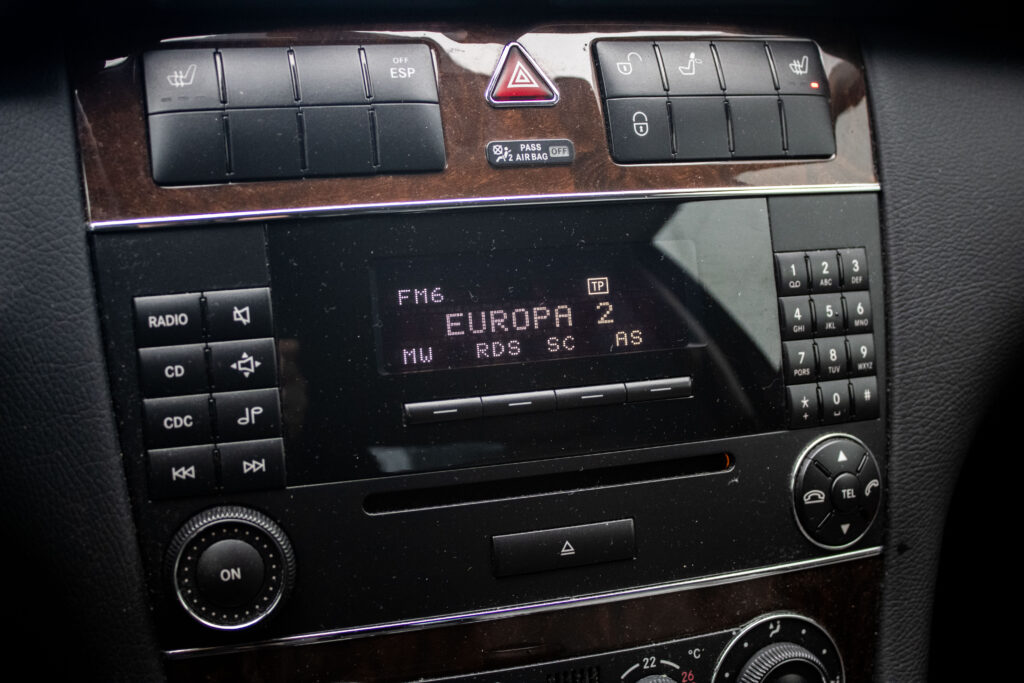 OFF
ESP
PASS
2 AIR BAG OFF
FM6 TP
EUROPA 2
MW RDS SC AS
RADIO
CD
CDC
ON
1 2 ABC 3 DEF
4 GHI 5 JKL 6 MNO
7 PORS 8 TUV 9 WXYZ
* + 0 #
TEL
22 °C
26